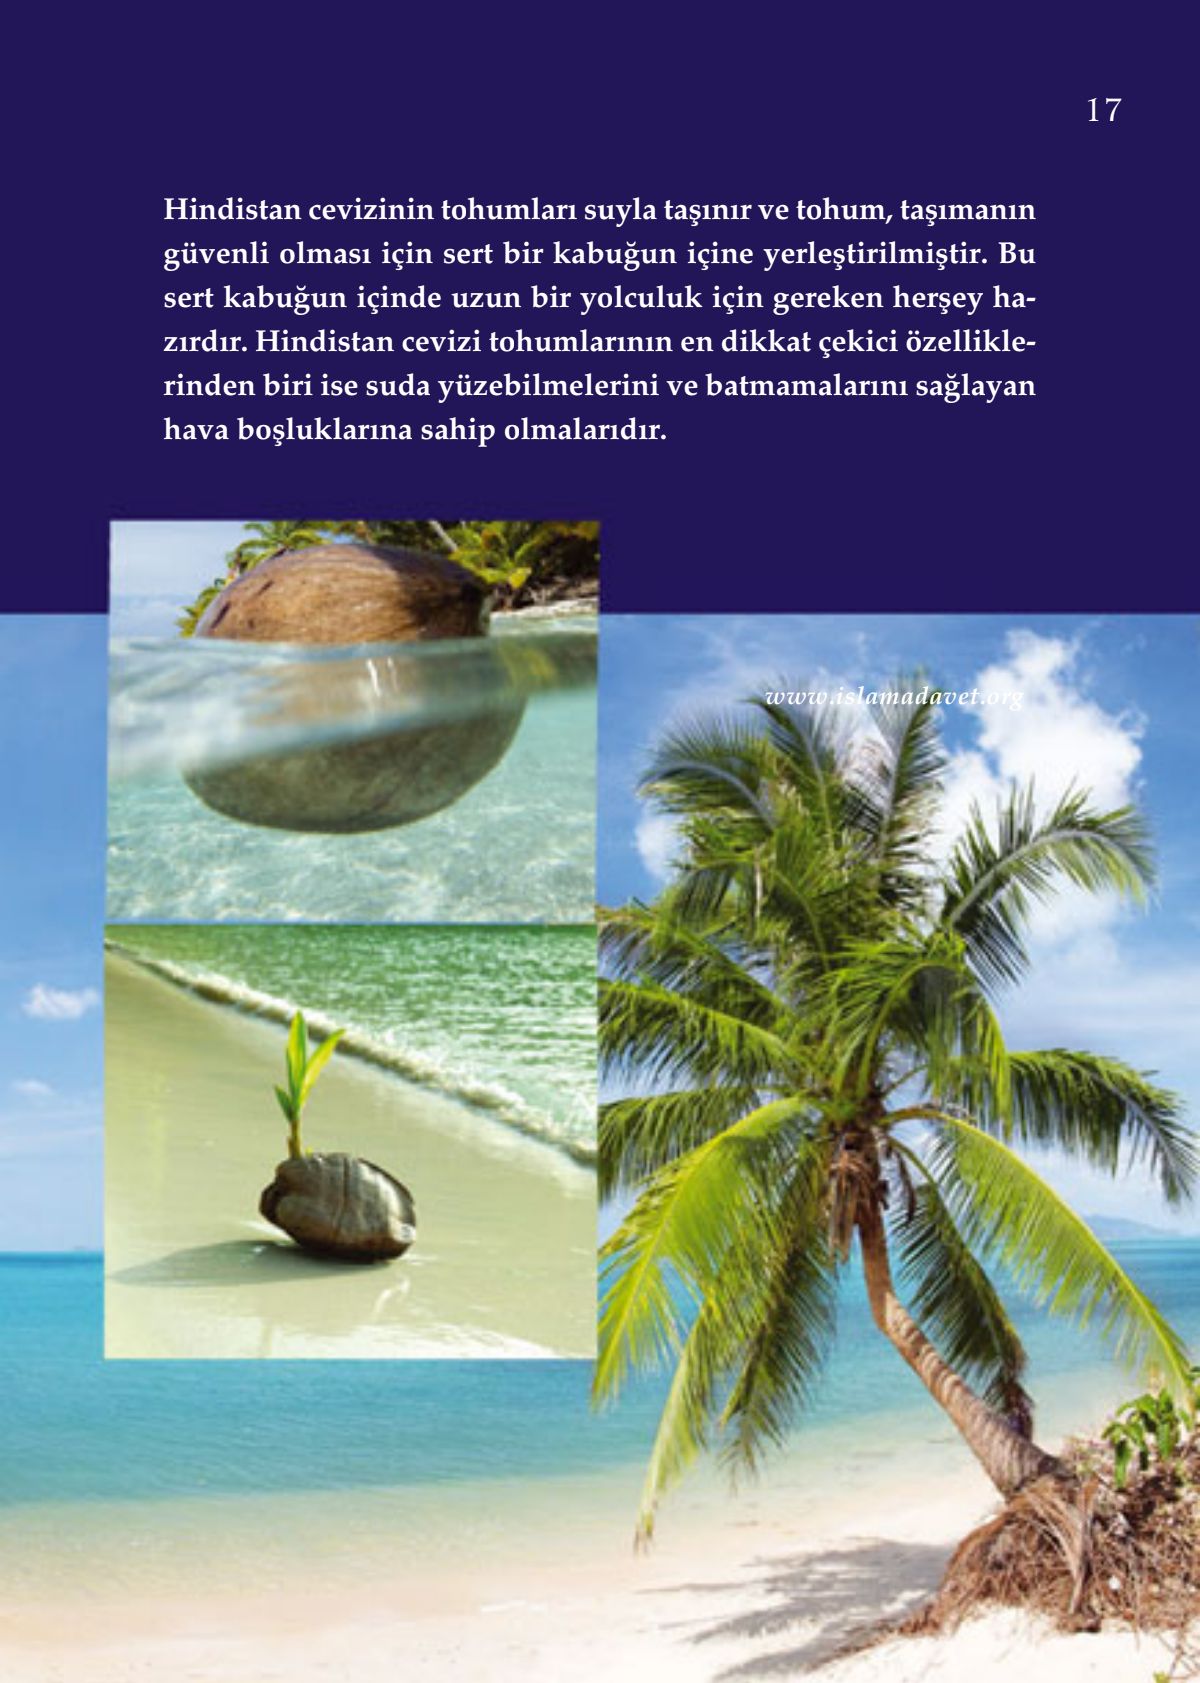 17
Hindistan cevizinin tohumları suyla taşınır ve tohum, taşımanın
güvenli olması için sert bir kabuğun içine yerleştirilmiştir. Bu
sert kabuğun içinde uzun bir yolculuk için gereken herşey ha-
zırdır. Hindistan cevizi tohumlarının en dikkat çekici özellikle-
rinden biri ise suda yüzebilmelerini ve batmamalarını sağlayan
hava boşluklarına sahip olmalarıdır.
www.islamadavet.org